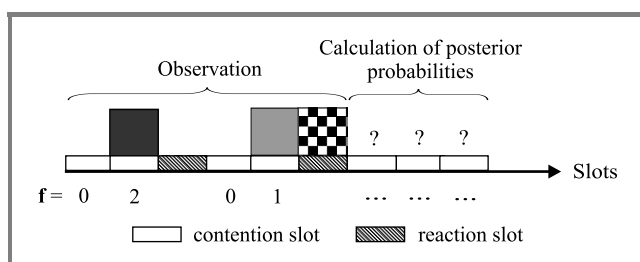 Calculation of posterior
probabilities
Observation
? ? ?
Slots
f = 0 2 0 1 ... ... ...
contention slot reaction slot